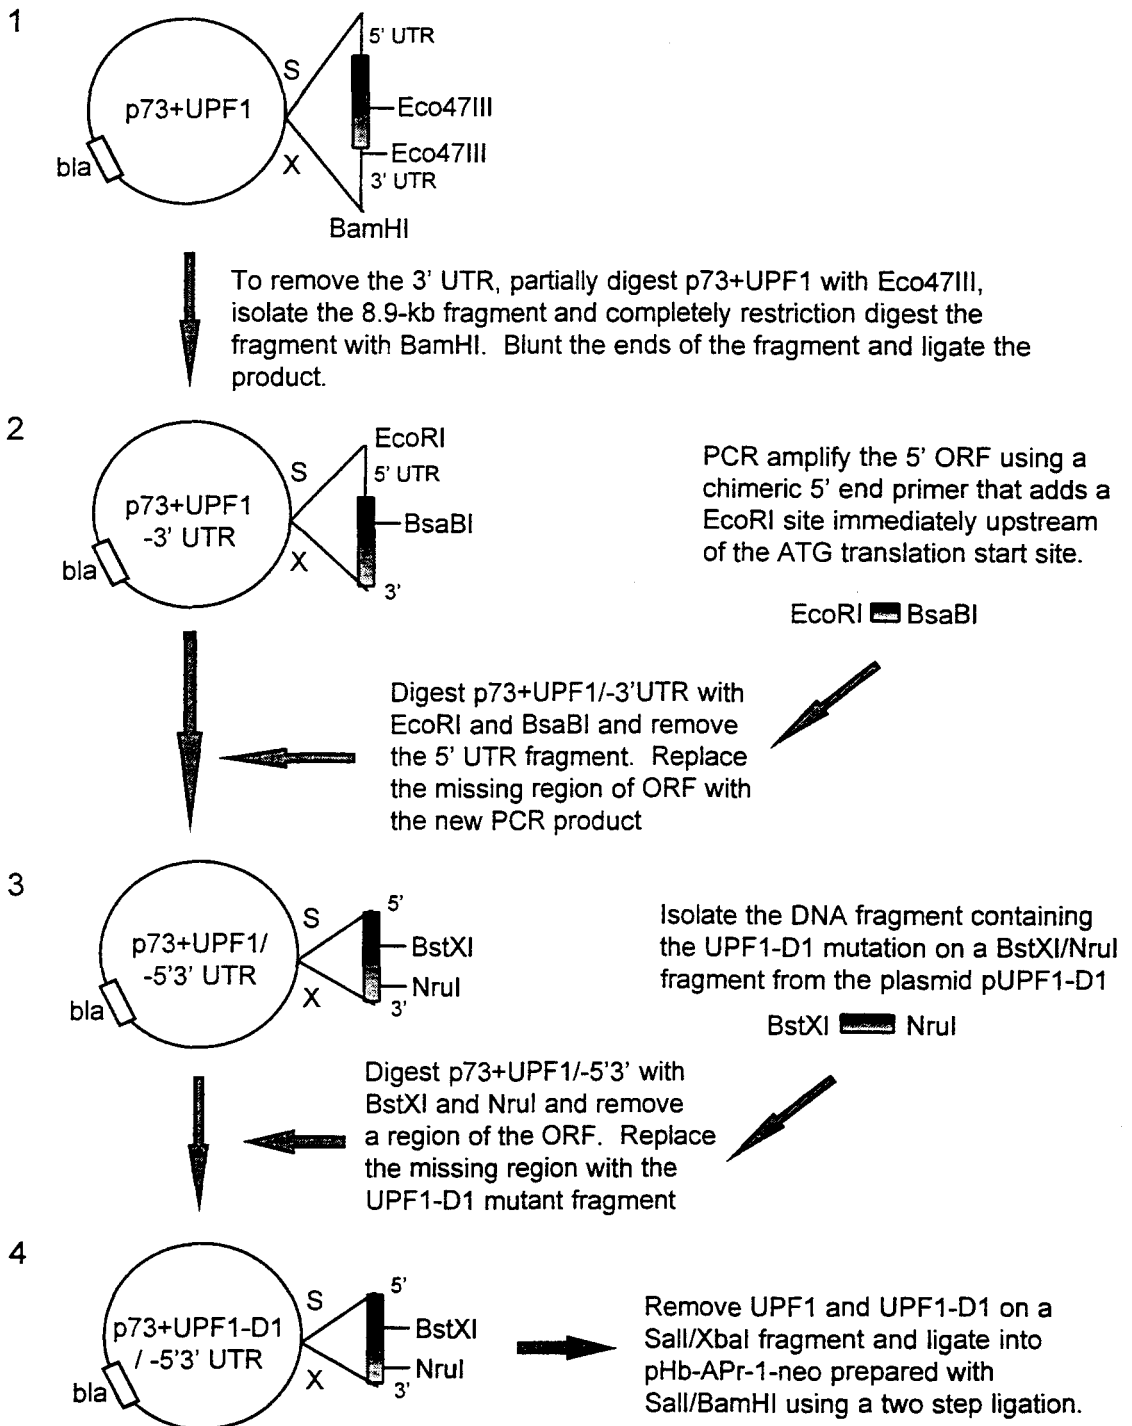 1
5' UTR
S
p73+UPF1
Eco47III
bla
X
Eco47III
3' UTR
BamHI
To remove the 3' UTR, partially digest p73+UPF1 with Eco47III,
isolate the 8.9-kb fragment and completely restriction digest the
fragment with BamHI. Blunt the ends of the fragment and ligate the
product.
2
EcoRI
S
5' UTR
p73+UPF1
-3' UTR
BsaBI
bla
X
3'
PCR amplify the 5' ORF using a
chimeric 5' end primer that adds a
EcoRI site immediately upstream
of the ATG translation start site.
EcoRI BsaBI
Digest p73+UPF1/-3'UTR with
EcoRI and BsaBI and remove
the 5' UTR fragment. Replace
the missing region of ORF with
the new PCR product
3
5'
S
p73+UPF1/
-5'3' UTR
BstXI
NruI
bla
X
3'
Isolate the DNA fragment containing
the UPF1-D1 mutation on a BstXI/NruI
fragment from the plasmid pUPF1-D1
BstXI NruI
Digest p73+UPF1/-5'3' with
BstXI and NruI and remove
a region of the ORF. Replace
the missing region with the
UPF1-D1 mutant fragment
4
5'
S
p73+UPF1-D1
/ -5'3' UTR
BstXI
NruI
bla
X
3'
Remove UPF1 and UPF1-D1 on a
SalI/XbaI fragment and ligate into
pHb-APr-1-neo prepared with
SalI/BamHI using a two step ligation.